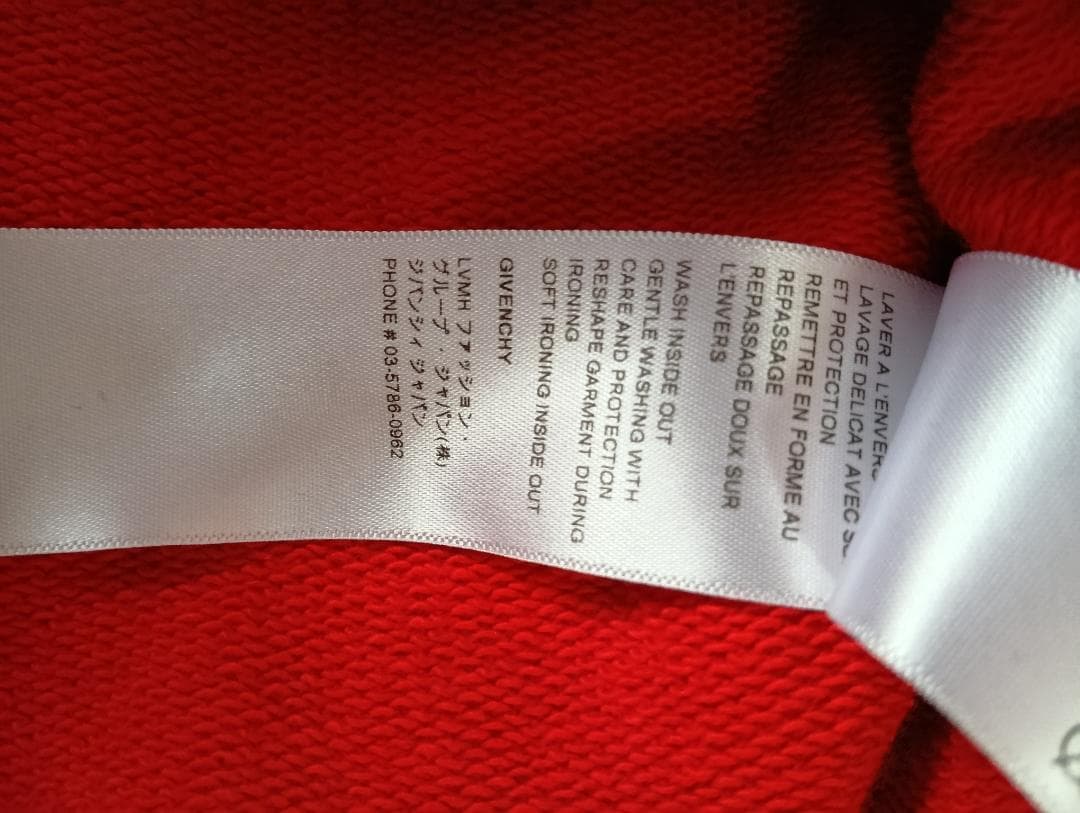 LAVER A L'ENVERS
LAVAGE DELICAT AVEC
ET PROTECTION
REMETTRE EN FORME AU
REPASSAGE
REPASSAGE DOUX SUR
L'ENVERS
WASH INSIDE OUT
GENTLE WASHING WITH
CARE AND PROTECTION
RESHAPE GARMENT DURING
IRONING
SOFT IRONING INSIDE OUT
GIVENCHY
LVMH ファッション・
グループ・ジャパン(株)
ジバンシィ ジャパン
PHONE # 03-5786-0962